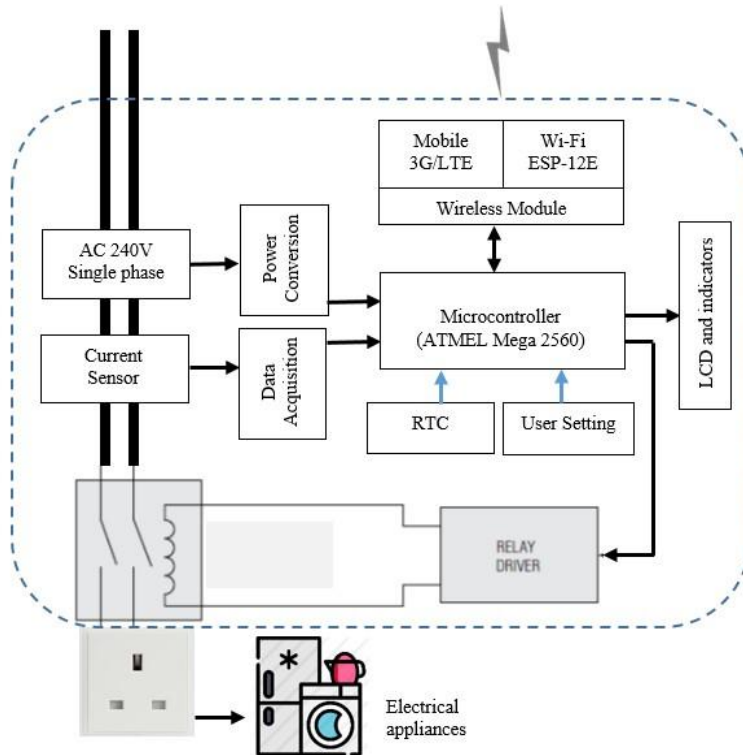 Mobile
3G/LTE
Wi-Fi
ESP-12E
Wireless Module
AC 240V
Single phase
Power
Conversion
Microcontroller
(ATMEL Mega 2560)
LCD and indicators
Current
Sensor
Data
Acquisition
RTC
User Setting
RELAY
DRIVER
Electrical
appliances